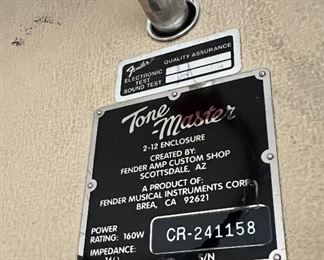 Fender
QUALITY ASSURANCE
ELECTRONIC TEST
SOUND TEST
Tone
-Master
2-12 ENCLOSURE
CREATED BY:
FENDER AMP CUSTOM SHOP
SCOTTSDALE, AZ
A PRODUCT OF:
FENDER MUSICAL INSTRUMENTS CORP.
BREA, CA 92621
POWER
RATING: 160W
CR-241158
IMPEDANCE:
S/N